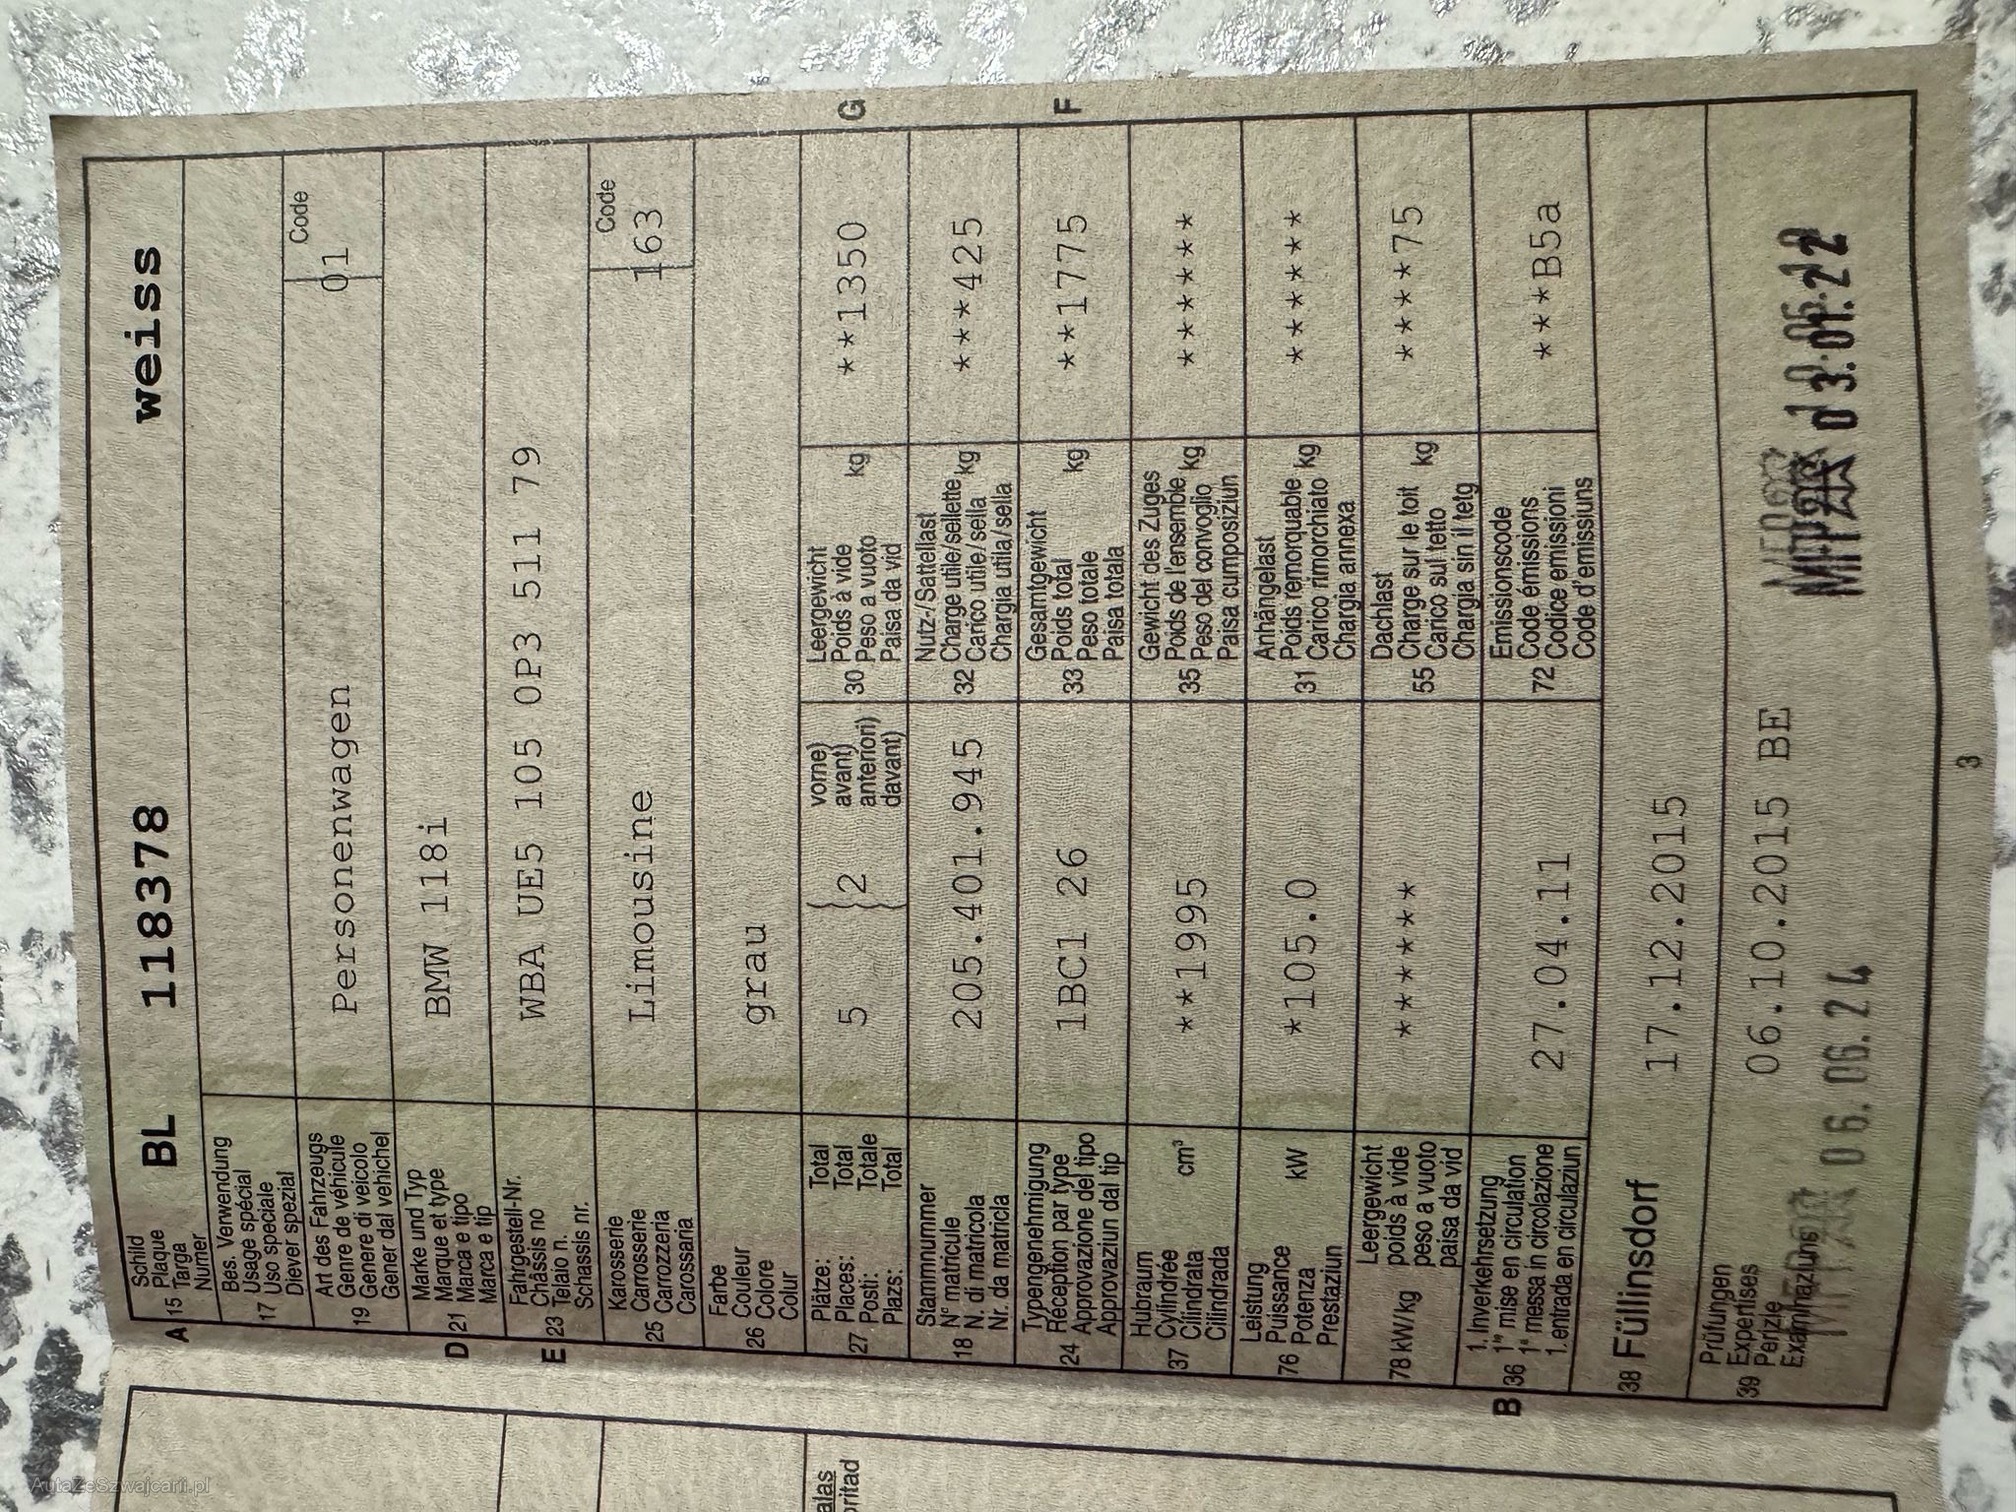 A 15 Schild Plaque Targa Numer BL 118378 weiss
17 Bes. Verwendung Usage spécial Uso speciale Diever spezial
19 Art des Fahrzeugs Genre de véhicule Genere di veicolo Gener dal vehichel Personenwagen Code 01
D 21 Marke und Typ Marque et type Marca e tipo Marca e tip BMW 118i
E 23 Fahrgestell-Nr. Châssis no Telaio n. Schassis nr. WBA UE5 105 0P3 511 79
25 Karosserie Carrosserie Carrozzeria Carossaria Limousine Code 163
26 Farbe Couleur Colore Colur grau
27 Plätze: Total Places: Total Posti: Totale Plazs: Total 5 2 vorne) avant) anteriori) davant)
30 Leergewicht Poids à vide Peso a vuoto Paisa da vid kg **1350 G
18 Stammnummer N° matricule N. di matricola Nr. da matricla 205.401.945
32 Nutz-/Sattellast Charge utile/sellette Carico utile/sella Chargia utila/sella kg ***425
24 Typengenehmigung Réception par type Approvazione del tipo Approvaziun dal tip 1BC1 26
33 Gesamtgewicht Poids total Peso totale Paisa totala kg **1775 F
37 Hubraum Cylindrée Cilindrata Cilindrada cm³ **1995
35 Gewicht des Zuges Poids de l'ensemble Peso del convoglio Paisa cumposiziun kg ******
76 Leistung Puissance Potenza Prestaziun kW *105.0
31 Anhängelast Poids remorquable Carico rimorchiato Chargia annexa kg ******
78 kW/kg Leergewicht poids à vide peso a vuoto paisa da vid ******
55 Dachlast Charge sur le toit Carico sul tetto Chargia sin il tetg kg ****75
B 36 1. Inverkehrsetzung 1re mise en circulation 1a messa in circolazione 1. entrada en circulaziun 27.04.11
72 Emissionscode Code émissions Codice emissioni Code d'emissiuns ***B5a
38 Füllinsdorf 17.12.2015
39 Prüfungen Expertises Perizie Examinaziuns 06.10.2015 BE
06.06.24
03.01.22
3
alas
oritad
AutaZeSzwajcarii.pl